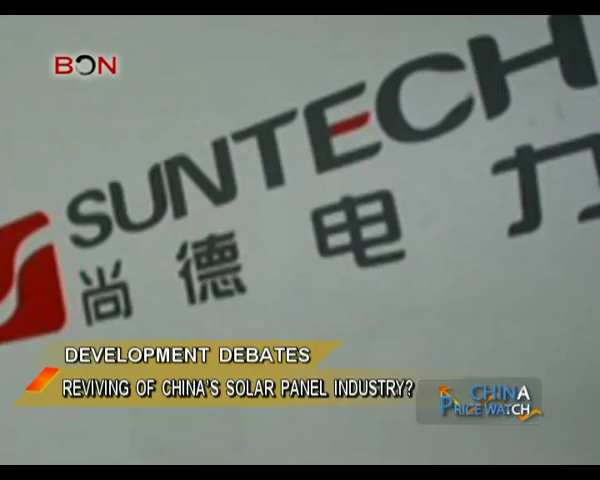 BON
SUNTECH
尚德电力
DEVELOPMENT DEBATES
REVIVING OF CHINA'S SOLAR PANEL INDUSTRY?
CHINA
PRICE WATCH